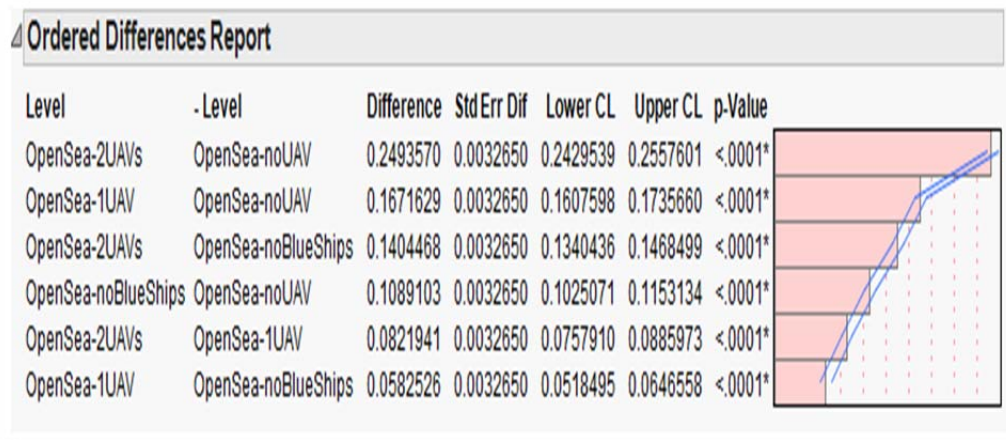 Ordered Differences Report
Level - Level Difference Std Err Dif Lower CL Upper CL p-Value
OpenSea-2UAVs OpenSea-noUAV 0.2493570 0.0032650 0.2429539 0.2557601 <.0001*
OpenSea-1UAV OpenSea-noUAV 0.1671629 0.0032650 0.1607598 0.1735660 <.0001*
OpenSea-2UAVs OpenSea-noBlueShips 0.1404468 0.0032650 0.1340436 0.1468499 <.0001*
OpenSea-noBlueShips OpenSea-noUAV 0.1089103 0.0032650 0.1025071 0.1153134 <.0001*
OpenSea-2UAVs OpenSea-1UAV 0.0821941 0.0032650 0.0757910 0.0885973 <.0001*
OpenSea-1UAV OpenSea-noBlueShips 0.0582526 0.0032650 0.0518495 0.0646558 <.0001*